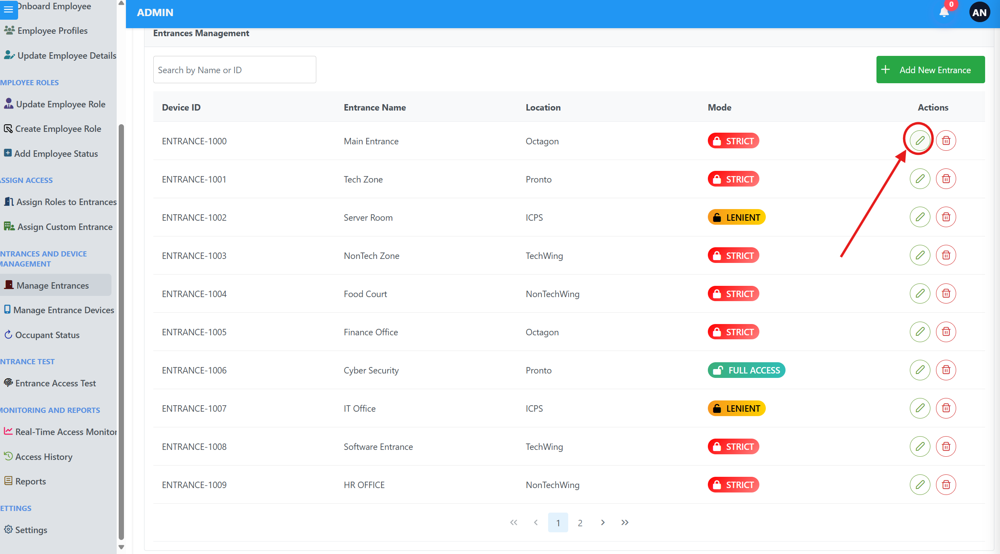 Onboard Employee
Employee Profiles
Update Employee Details
MPLOYEE ROLES
Update Employee Role
Create Employee Role
Add Employee Status
ASSIGN ACCESS
Assign Roles to Entrances
Assign Custom Entrance
NTRANCES AND DEVICE
MANAGEMENT
Manage Entrances
Manage Entrance Devices
Occupant Status
NTRANCE TEST
Entrance Access Test
MONITORING AND REPORTS
Real-Time Access Monitor
Access History
Reports
ETTINGS
Settings
ADMIN
0
AN
Entrances Management
Search by Name or ID
Add New Entrance
Device ID Entrance Name Location Mode Actions
ENTRANCE-1000 Main Entrance Octagon STRICT
ENTRANCE-1001 Tech Zone Pronto STRICT
ENTRANCE-1002 Server Room ICPS LENIENT
ENTRANCE-1003 NonTech Zone TechWing STRICT
ENTRANCE-1004 Food Court NonTechWing STRICT
ENTRANCE-1005 Finance Office Octagon STRICT
ENTRANCE-1006 Cyber Security Pronto FULL ACCESS
ENTRANCE-1007 IT Office ICPS LENIENT
ENTRANCE-1008 Software Entrance TechWing STRICT
ENTRANCE-1009 HR OFFICE NonTechWing STRICT
1 2